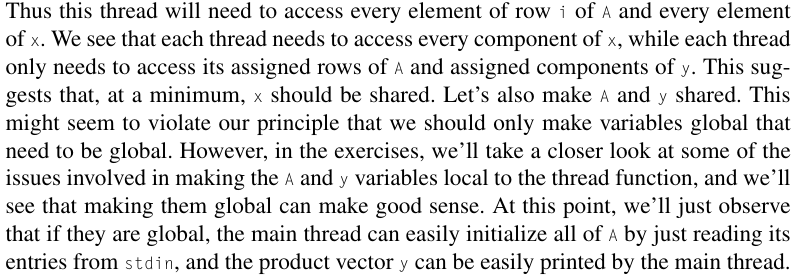 Thus this thread will need to access every element of row i of A and every element
of x. We see that each thread needs to access every component of x, while each thread
only needs to access its assigned rows of A and assigned components of y. This sug-
gests that, at a minimum, x should be shared. Let's also make A and y shared. This
might seem to violate our principle that we should only make variables global that
need to be global. However, in the exercises, we'll take a closer look at some of the
issues involved in making the A and y variables local to the thread function, and we'll
see that making them global can make good sense. At this point, we'll just observe
that if they are global, the main thread can easily initialize all of A by just reading its
entries from stdin, and the product vector y can be easily printed by the main thread.